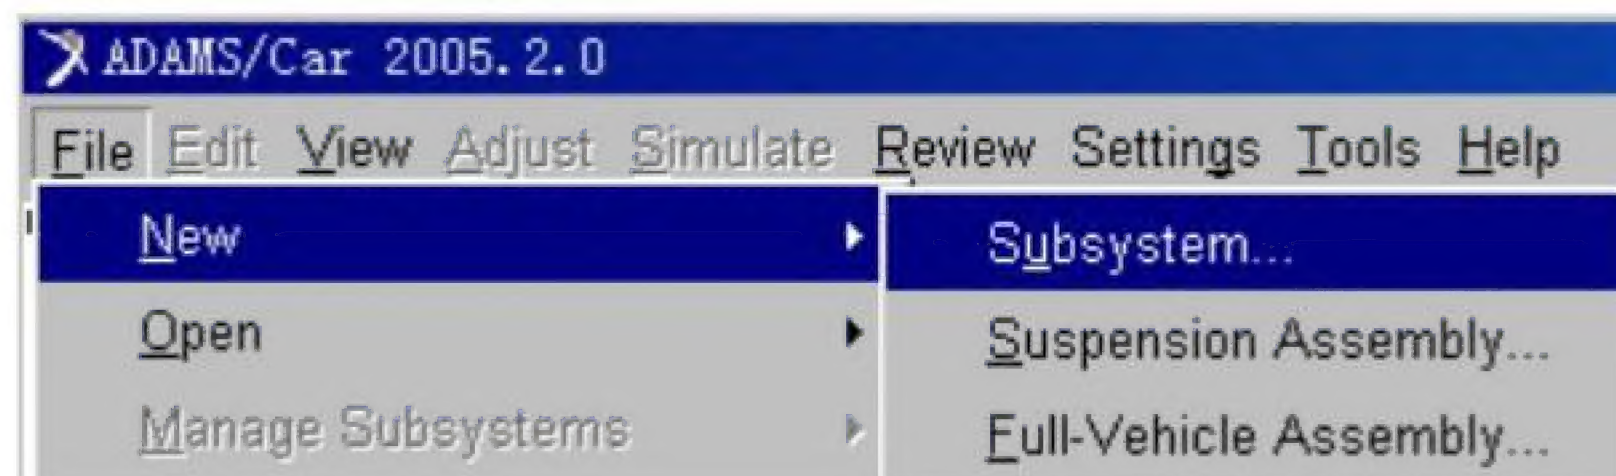 ADAMS/Car 2005.2.0
File Edit View Adjust Simulate Review Settings Tools Help
New Subsystem...
Open Suspension Assembly...
Manage Subsystems Full-Vehicle Assembly...